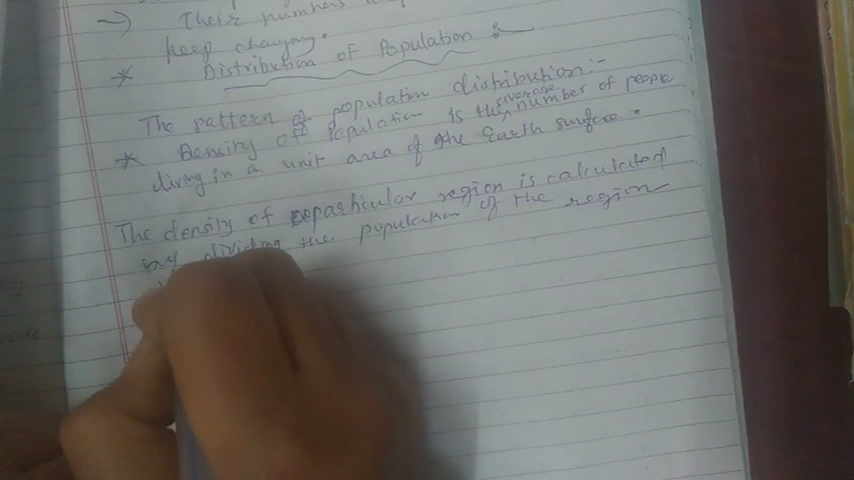 →) Their numbers
keep changing.
* Distribution of Population :-
The pattern of population distribution:-
* Density of Population is the average number of people
living in a unit area of the Earth surface.
The density of particular region is calculated
by dividing the population of the region